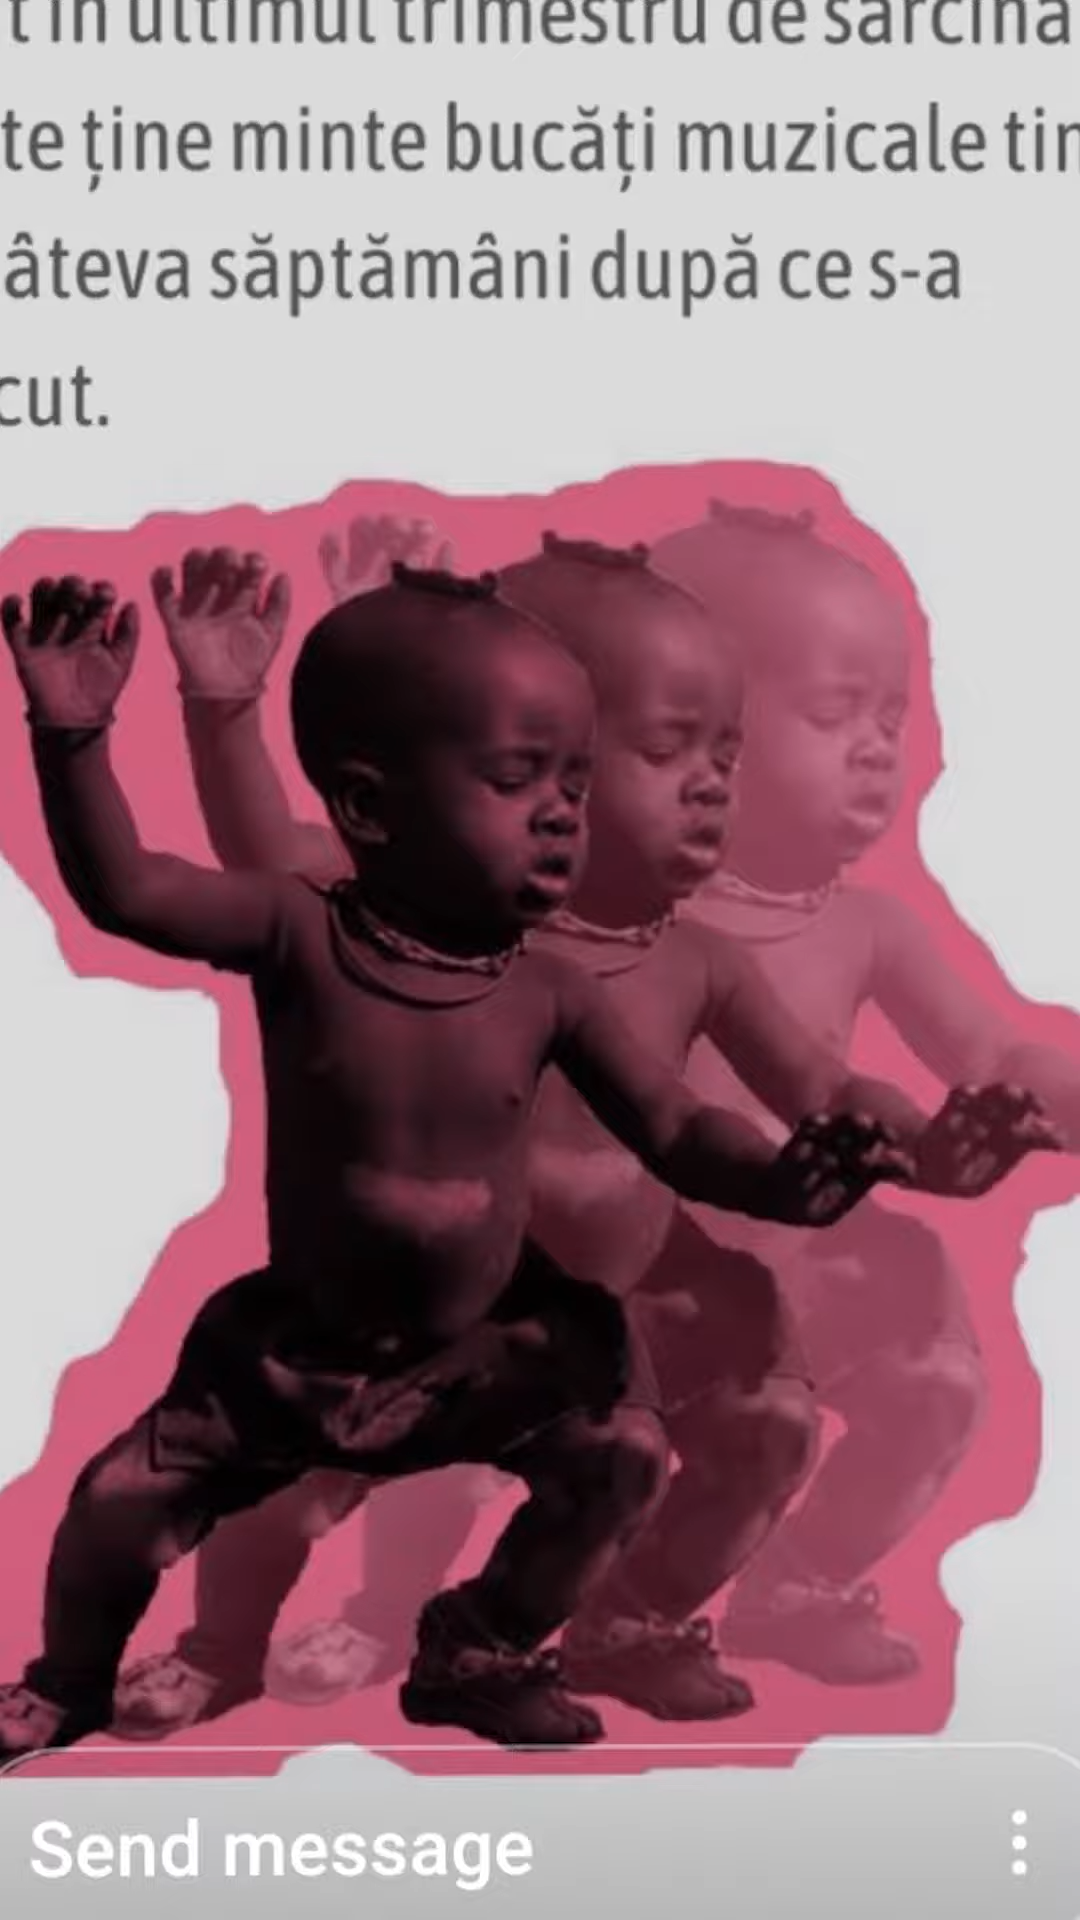 t în ultimul trimestru de sarcină
te ține minte bucăți muzicale tim
âteva săptămâni după ce s-a
cut.
Send message